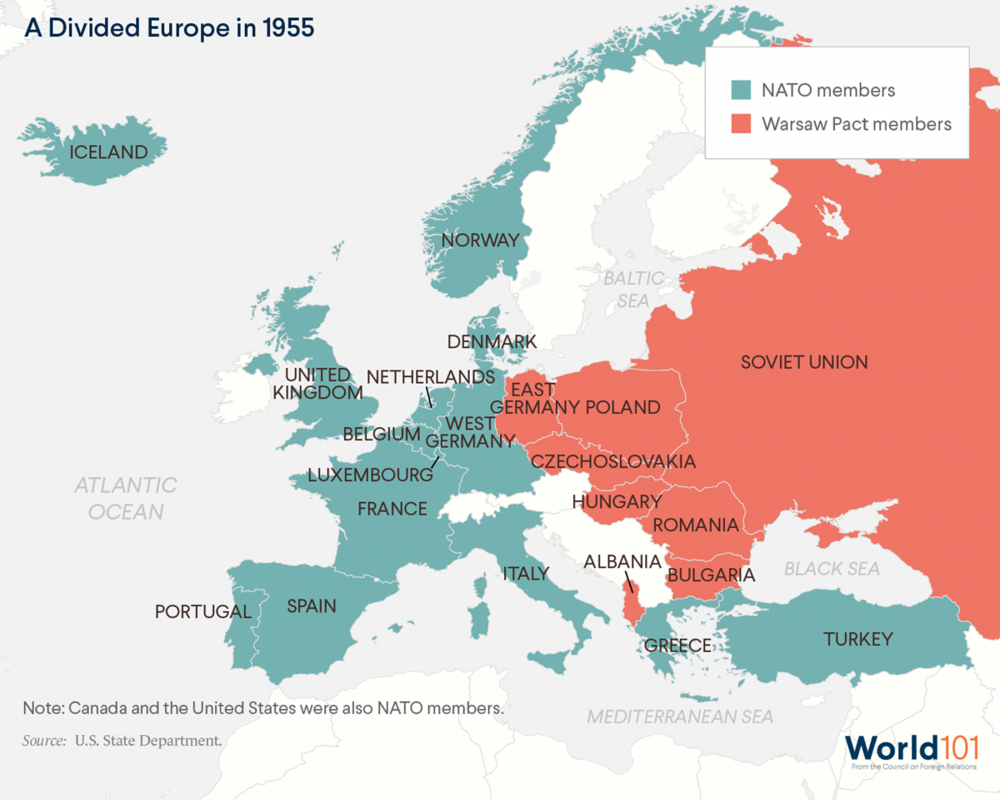 A Divided Europe in 1955
NATO members
Warsaw Pact members
ICELAND
NORWAY
BALTIC
SEA
DENMARK
SOVIET UNION
UNITED
KINGDOM
NETHERLANDS
EAST
GERMANY
POLAND
WEST
GERMANY
BELGIUM
CZECHOSLOVAKIA
LUXEMBOURG
ATLANTIC
OCEAN
FRANCE
HUNGARY
ROMANIA
ALBANIA
BULGARIA
BLACK SEA
ITALY
PORTUGAL
SPAIN
GREECE
TURKEY
MEDITERRANEAN SEA
Note: Canada and the United States were also NATO members.
Source: U.S. State Department.
World101
From the Council on Foreign Relations